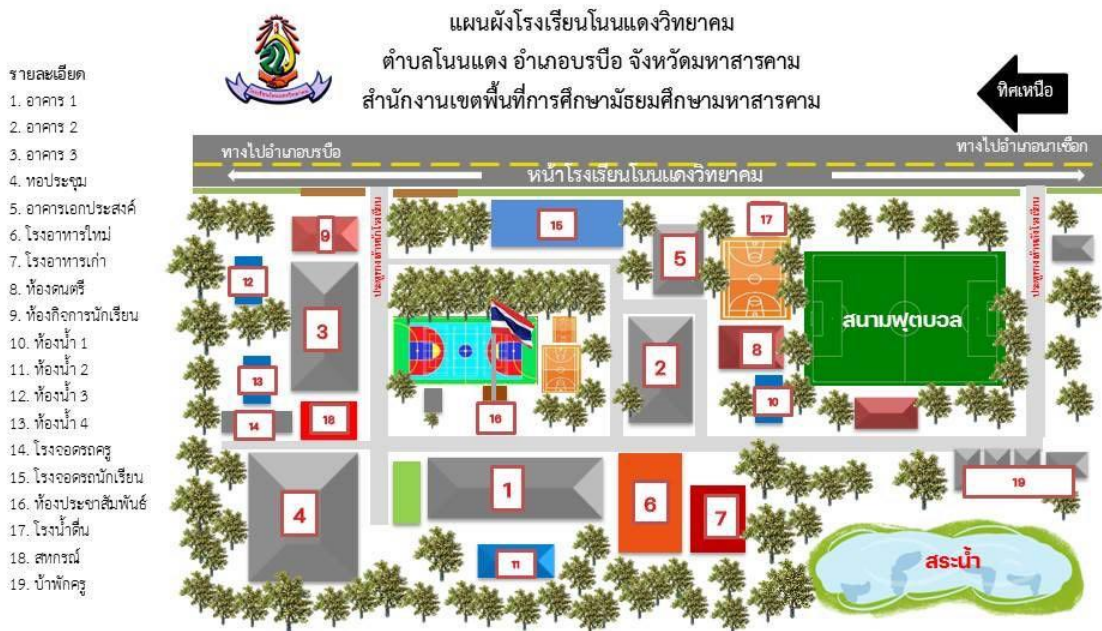 แผนผังโรงเรียนโนนแดงวิทยาคม
ตำบลโนนแดง อำเภอบรบือ จังหวัดมหาสารคาม
สำนักงานเขตพื้นที่การศึกษามัธยมศึกษามหาสารคาม
ทิศเหนือ
รายละเอียด
1. อาคาร 1
2. อาคาร 2
3. อาคาร 3
4. หอประชุม
5. อาคารเอกประสงค์
6. โรงอาหารใหม่
7. โรงอาหารเก่า
8. ห้องดนตรี
9. ห้องกิจการนักเรียน
10. ห้องน้ำ 1
11. ห้องน้ำ 2
12. ห้องน้ำ 3
13. ห้องน้ำ 4
14. โรงจอดรถครู
15. โรงจอดรถนักเรียน
16. ห้องประชาสัมพันธ์
17. โรงน้ำดื่น
18. สหกรณ์
19. บ้าพักครู
ทางไปอำเภอบรบือ
ทางไปอำเภอนาเชือก
หน้าโรงเรียนโนนแดงวิทยาคม
9
15
17
5
12
3
2
8
สนามฟุตบอล
13
10
14
18
16
4
1
6
7
19
11
สระน้ำ